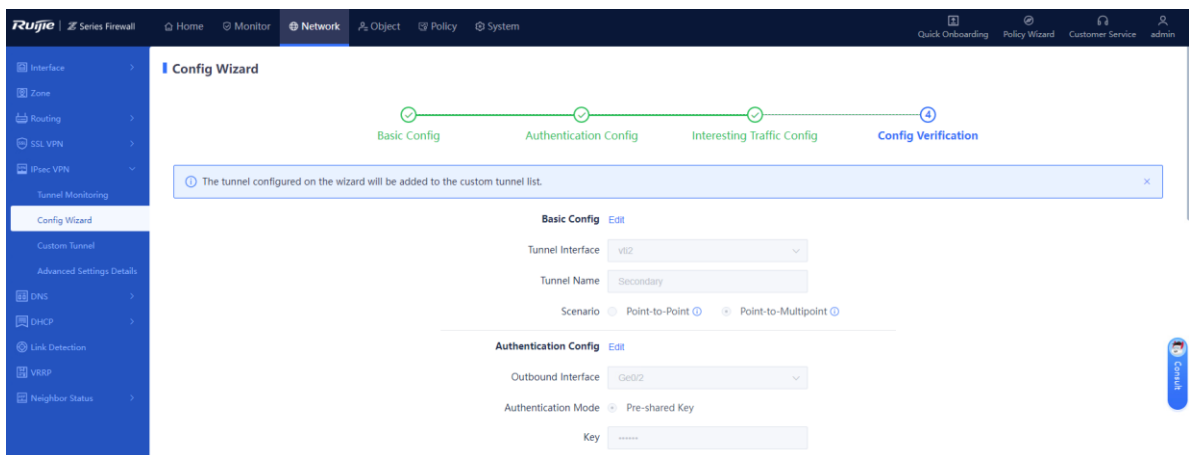 Ruijie | Z Series Firewall Home Monitor Network Object Policy System Quick Onboarding Policy Wizard Customer Service admin
Interface
Zone
Routing
SSL VPN
IPsec VPN
Tunnel Monitoring
Config Wizard
Custom Tunnel
Advanced Settings Details
DNS
DHCP
Link Detection
VRRP
Neighbor Status
Config Wizard
4
Basic Config Authentication Config Interesting Traffic Config Config Verification
The tunnel configured on the wizard will be added to the custom tunnel list.
Basic Config Edit
Tunnel Interface vti2
Tunnel Name Secondary
Scenario Point-to-Point Point-to-Multipoint
Authentication Config Edit
Outbound Interface Ge0/2
Authentication Mode Pre-shared Key
Key ······
Consult